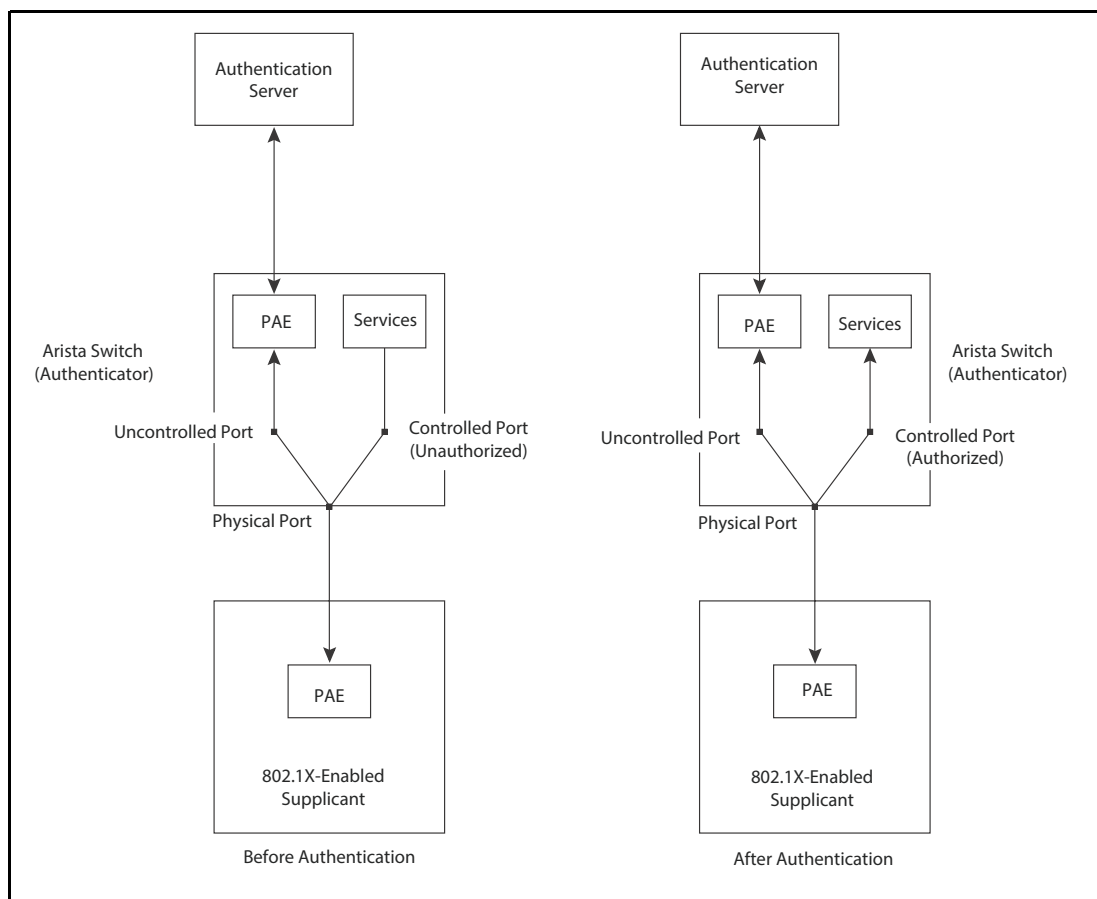 Authentication
Server
PAE
Services
Arista Switch
(Authenticator)
Uncontrolled Port
Controlled Port
(Unauthorized)
Physical Port
PAE
802.1X-Enabled
Supplicant
Before Authentication
Authentication
Server
PAE
Services
Arista Switch
(Authenticator)
Uncontrolled Port
Controlled Port
(Authorized)
Physical Port
PAE
802.1X-Enabled
Supplicant
After Authentication